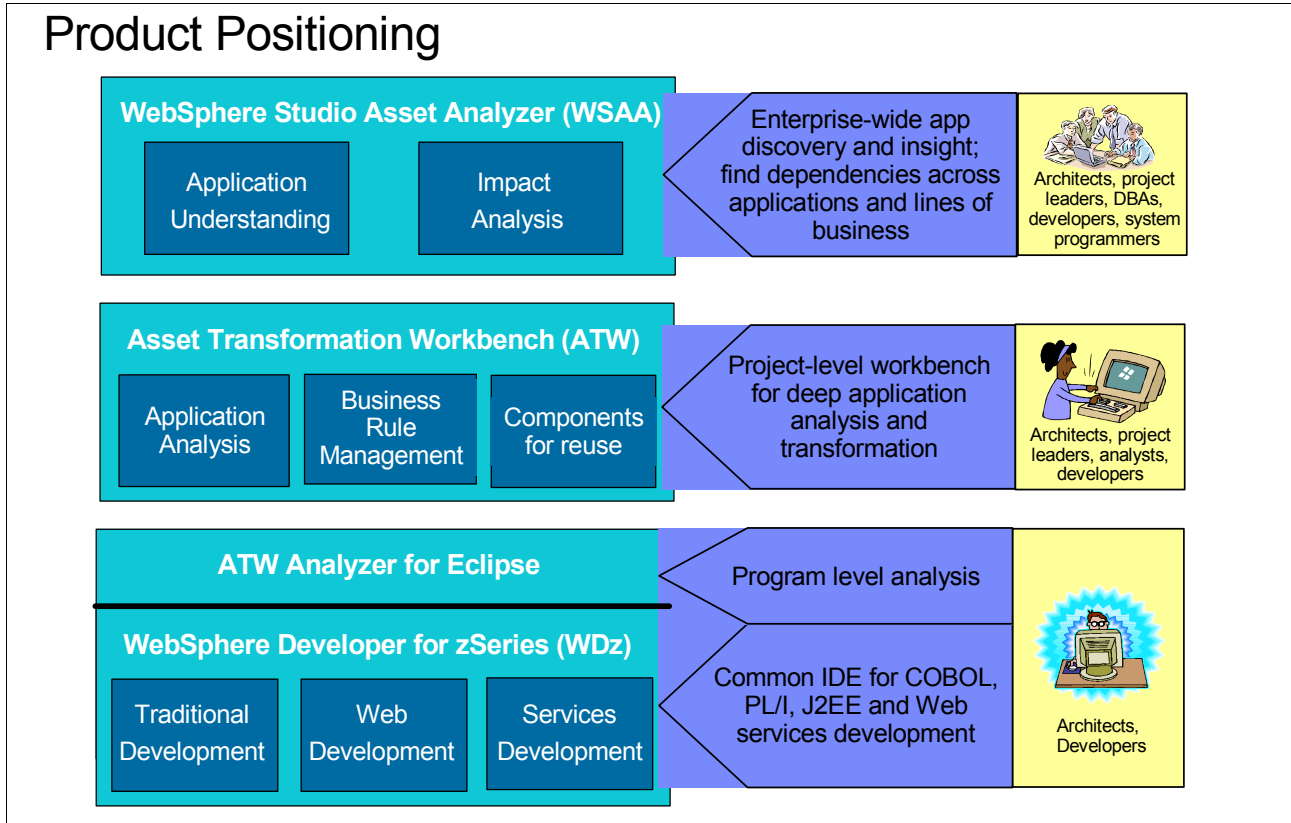 Product Positioning
WebSphere Studio Asset Analyzer (WSAA)
Application
Understanding
Impact
Analysis
Enterprise-wide app
discovery and insight;
find dependencies across
applications and lines of
business
Architects, project
leaders, DBAs,
developers, system
programmers
Asset Transformation Workbench (ATW)
Application
Analysis
Business
Rule
Management
Components
for reuse
Project-level workbench
for deep application
analysis and
transformation
Architects, project
leaders, analysts,
developers
ATW Analyzer for Eclipse
Program level analysis
WebSphere Developer for zSeries (WDz)
Traditional
Development
Web
Development
Services
Development
Common IDE for COBOL,
PL/I, J2EE and Web
services development
Architects,
Developers